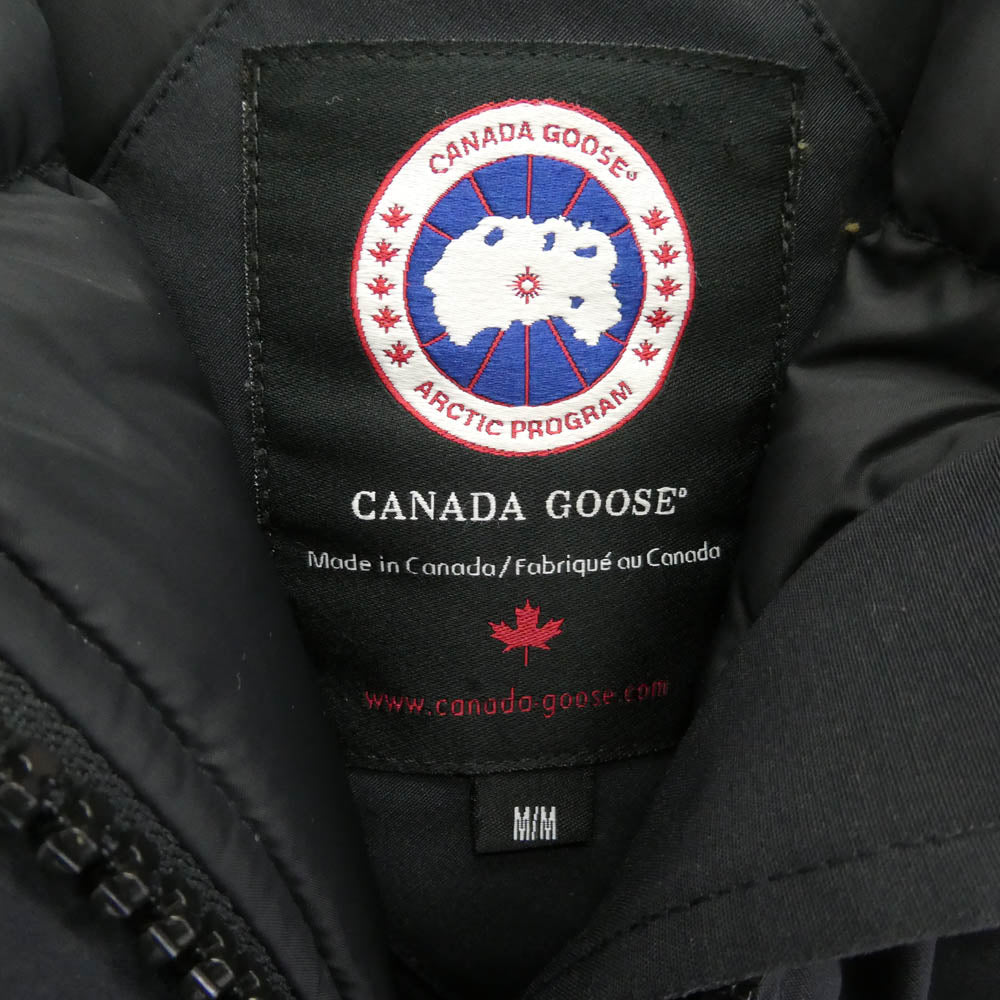 CANADA GOOSE®
ARCTIC PROGRAM
CANADA GOOSE®
Made in Canada/Fabriqué au Canada
www.canada-goose.com
M/M